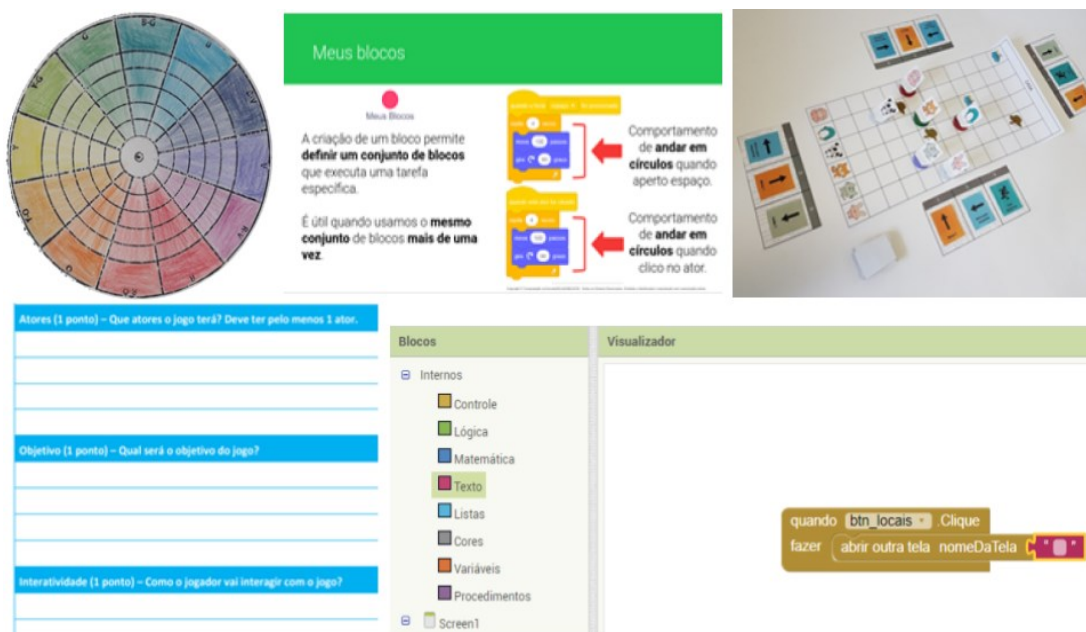 B-G
B
B-V
V
R-V
R
O-R
O
Y-O
Y
Y-G
G
Meus blocos
Meus Blocos
A criação de um bloco permite
definir um conjunto de blocos
que executa uma tarefa
específica.
É útil quando usamos o mesmo
conjunto de blocos mais de uma
vez.
Comportamento
de andar em
círculos quando
aperto espaço.
Comportamento
de andar em
círculos quando
clico no ator.
Atores (1 ponto) – Que atores o jogo terá? Deve ter pelo menos 1 ator.
Objetivo (1 ponto) – Qual será o objetivo do jogo?
Interatividade (1 ponto) – Como o jogador vai interagir com o jogo?
Blocos
Visualizador
Internos
Controle
Lógica
Matemática
Texto
Listas
Cores
Variáveis
Procedimentos
Screen1
quando btn_locais .Clique
fazer abrir outra tela nomeDaTela " "